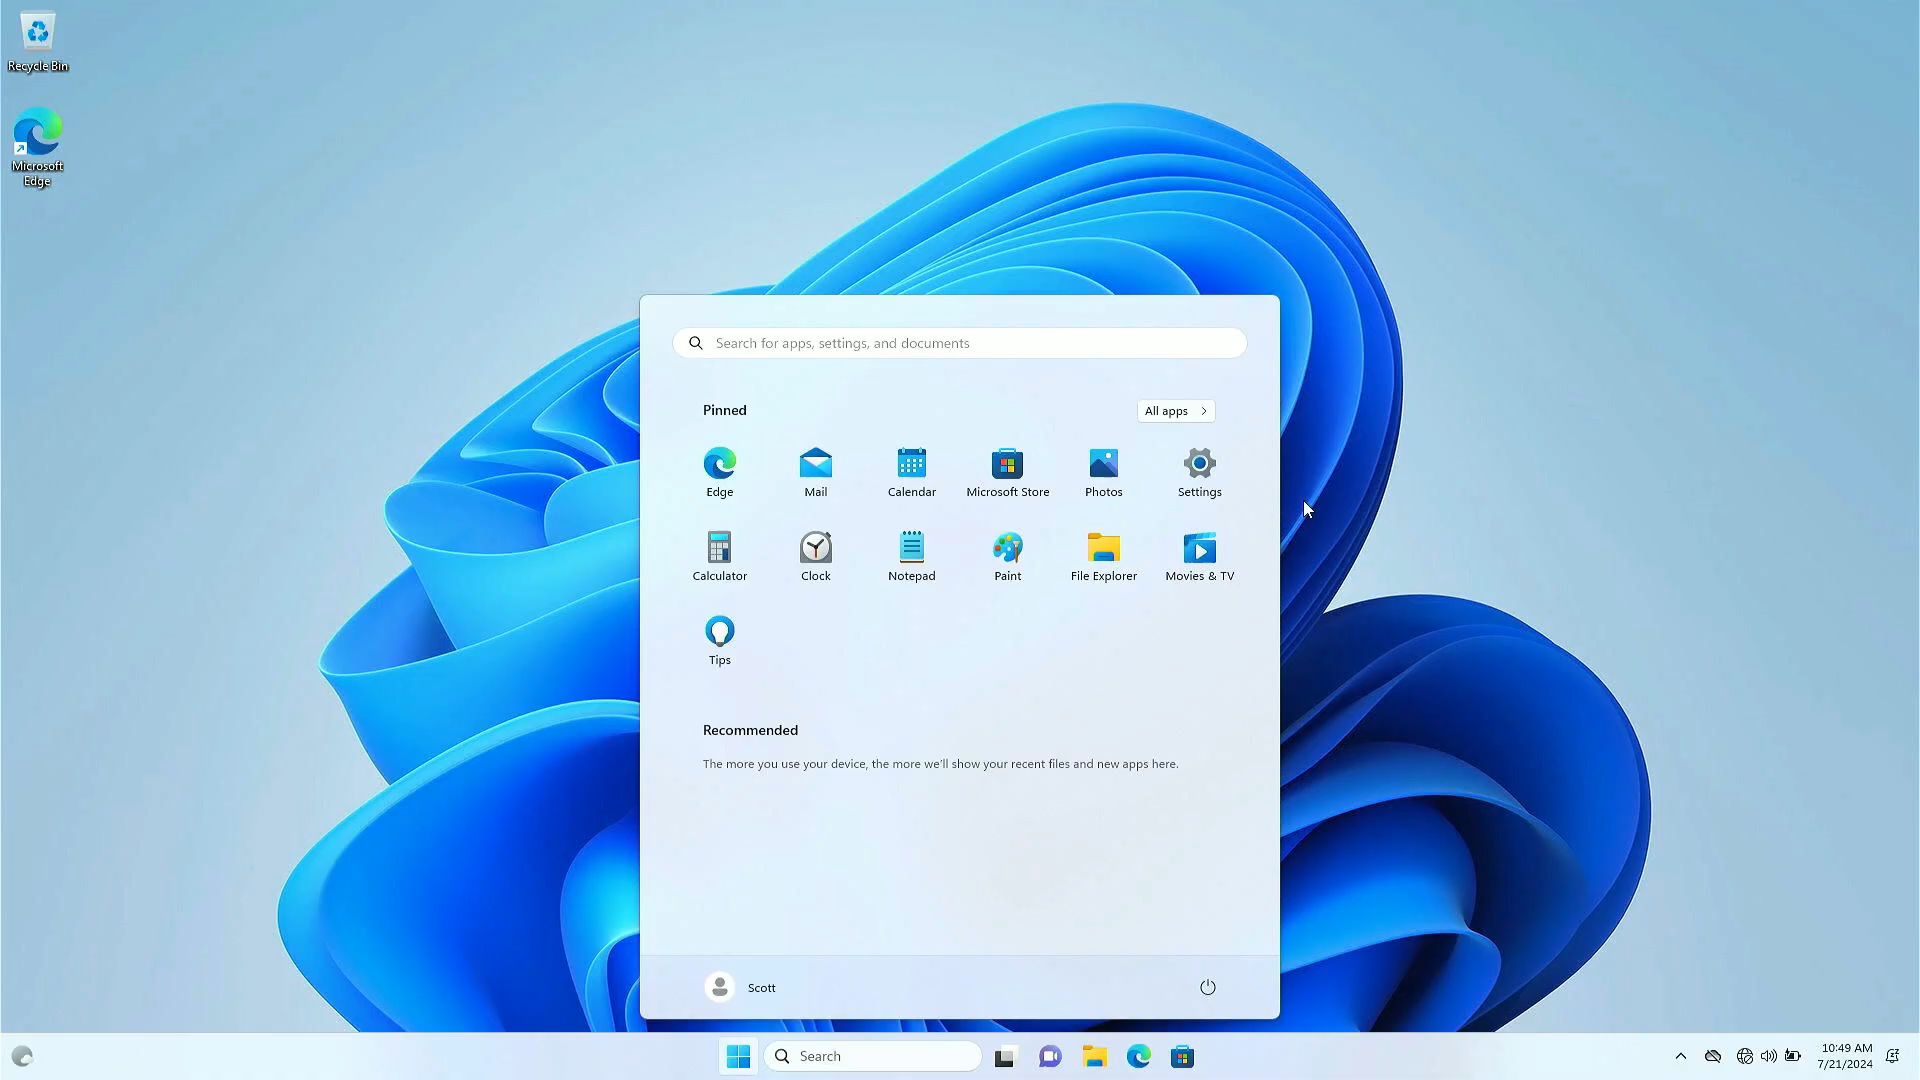 Recycle Bin
Microsoft
Edge
Search for apps, settings, and documents
Pinned
All apps
Edge
Mail
Calendar
Microsoft Store
Photos
Settings
Calculator
Clock
Notepad
Paint
File Explorer
Movies & TV
Tips
Recommended
The more you use your device, the more we'll show your recent files and new apps here.
Scott
Search
10:49 AM
7/21/2024